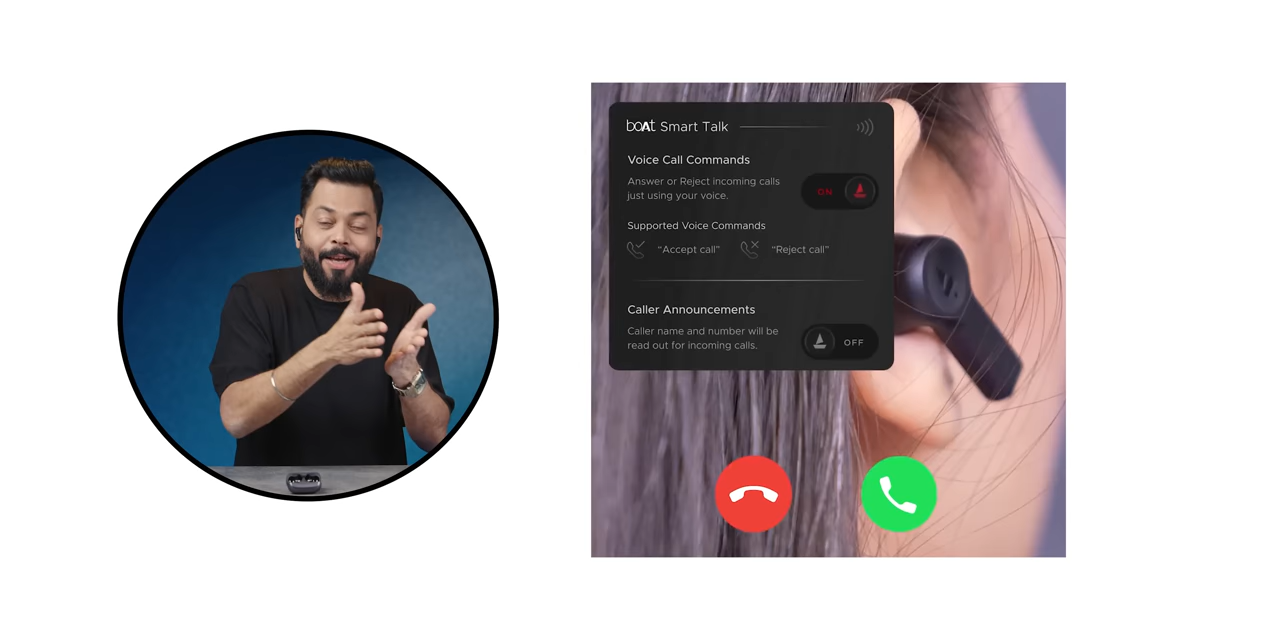 boAt Smart Talk
Voice Call Commands
Answer or Reject incoming calls
just using your voice.
ON
Supported Voice Commands
“Accept call” “Reject call”
Caller Announcements
Caller name and number will be
read out for incoming calls.
OFF